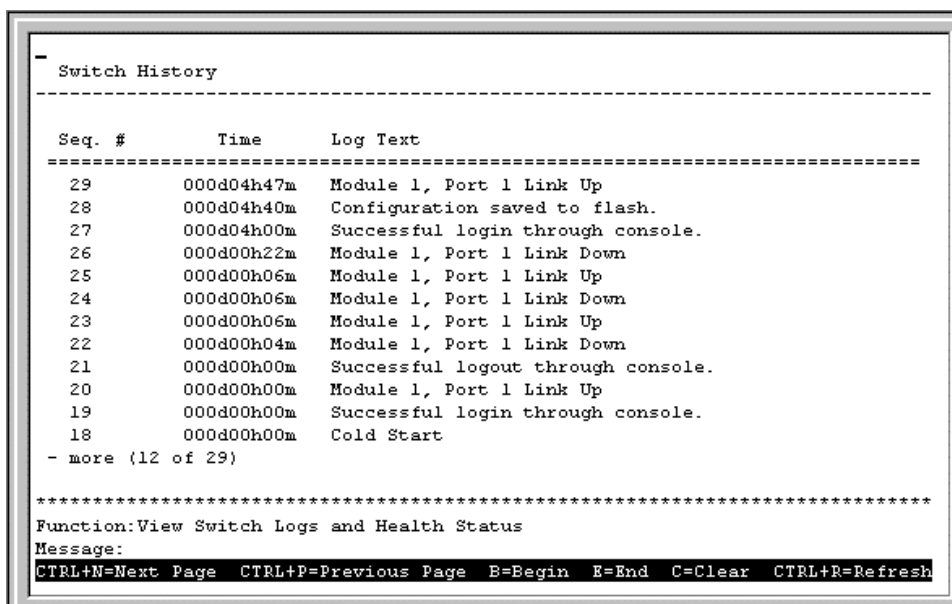 Switch History
--------------------------------------------------------------------------------
Seq. # Time Log Text
==============================================================================
29 000d04h47m Module 1, Port 1 Link Up
28 000d04h40m Configuration saved to flash.
27 000d04h00m Successful login through console.
26 000d00h22m Module 1, Port 1 Link Down
25 000d00h06m Module 1, Port 1 Link Up
24 000d00h06m Module 1, Port 1 Link Down
23 000d00h06m Module 1, Port 1 Link Up
22 000d00h04m Module 1, Port 1 Link Down
21 000d00h00m Successful logout through console.
20 000d00h00m Module 1, Port 1 Link Up
19 000d00h00m Successful login through console.
18 000d00h00m Cold Start
- more (12 of 29)
********************************************************************************
Function:View Switch Logs and Health Status
Message:
CTRL+N=Next Page CTRL+P=Previous Page B=Begin E=End C=Clear CTRL+R=Refresh